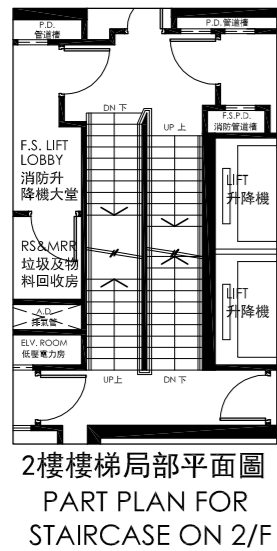 P.D.
管道槽
P.D. 管道槽
DN 下
UP 上
F.S.P.D.
消防管道槽
F.S. LIFT
LOBBY
消防升
降機大堂
LIFT
升降機
RS&MRR
垃圾及物
料回收房
LIFT
升降機
A.D.
排氣管
ELV. ROOM
低壓電力房
UP上
DN 下
2樓樓梯局部平面圖
PART PLAN FOR
STAIRCASE ON 2/F